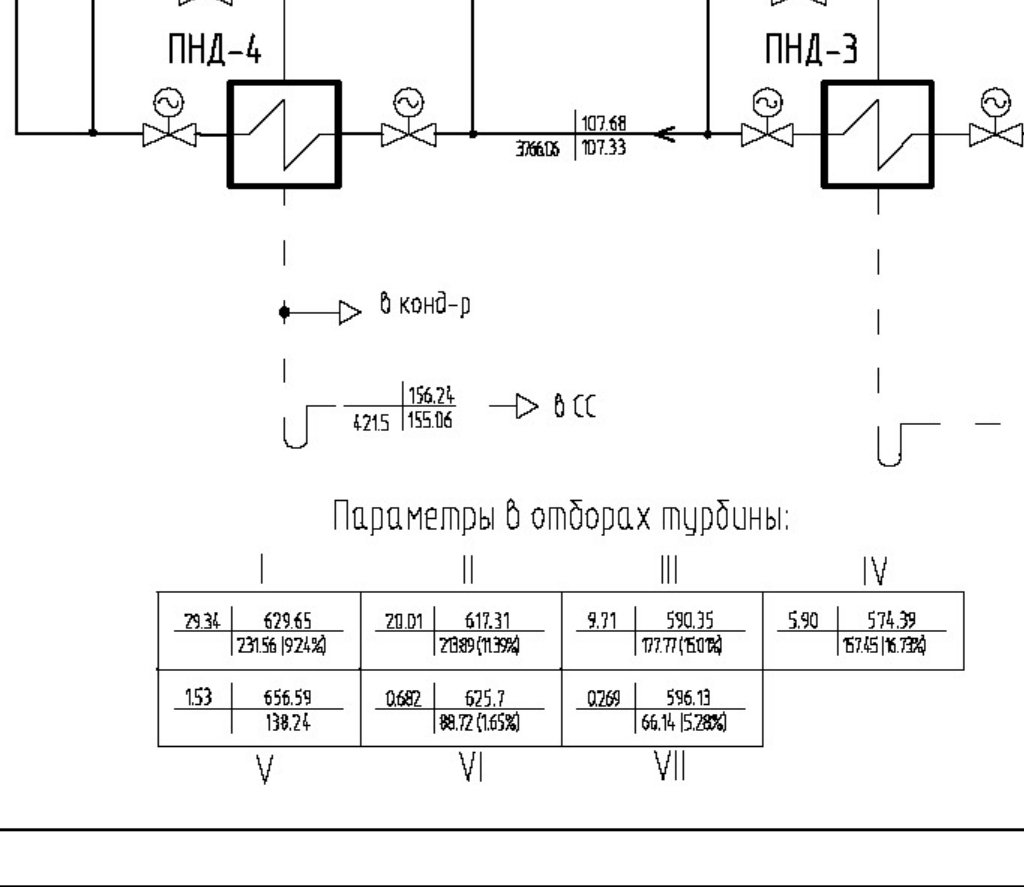 ПНД-4
ПНД-3
107.68
3766.06 107.33
в конд-р
156.24
421.5 155.06
в СС
Параметры в отборах турбины:
I II III IV
29.34 629.65 20.01 617.31 9.71 590.35 5.90 574.39
231.56 (9.24%) 213.89 (11.39%) 177.77 (15.01%) 157.45 (16.73%)
1.53 656.59 0.682 625.7 0.269 596.13
138.24 88.72 (1.65%) 66.14 (5.28%)
V VI VII